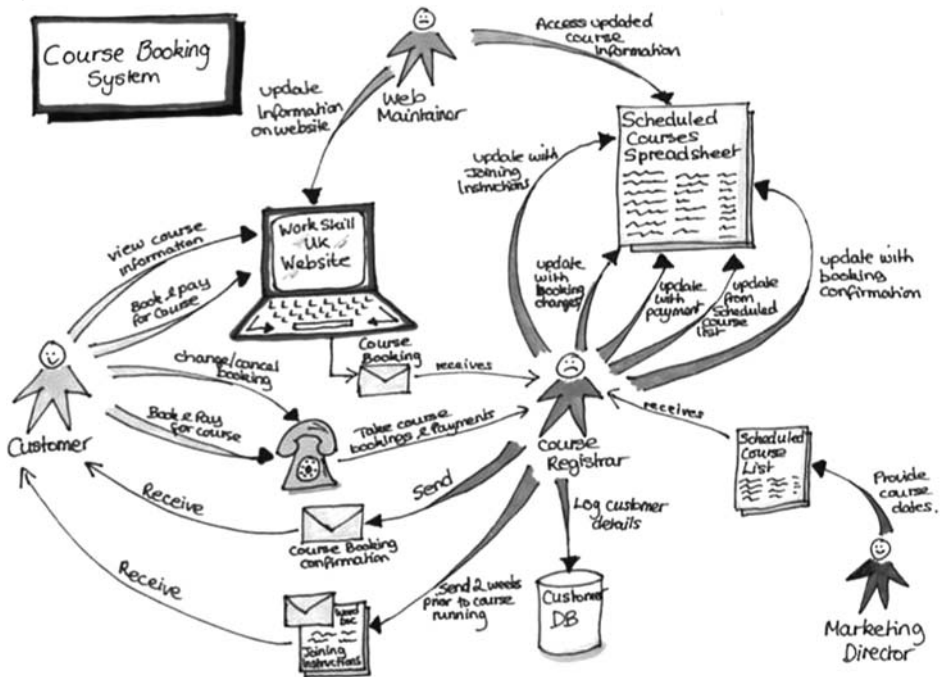 Course Booking
System
Web
Maintainer
Access updated
course
Information
update
Information
on website
Scheduled
Courses
Spreadsheet
update with
Joining
Instructions
view course
information
Work Skill
UK
Website
Book & pay
for course
update
with
booking
changes
update
with
payment
update
from
Scheduled
course
list
update with
booking
confirmation
Course
Booking
receives
change/cancel
booking
Customer
Book & Pay
for course
Take course
bookings & Payments
Course
Registrar
receives
Scheduled
Course
List
Provide
course
dates.
Send
Receive
Course Booking
confirmation
Log customer
details
Receive
Send 2 weeks
prior to course
running
Word
Doc
Joining
Instructions
Customer
DB
Marketing
Director